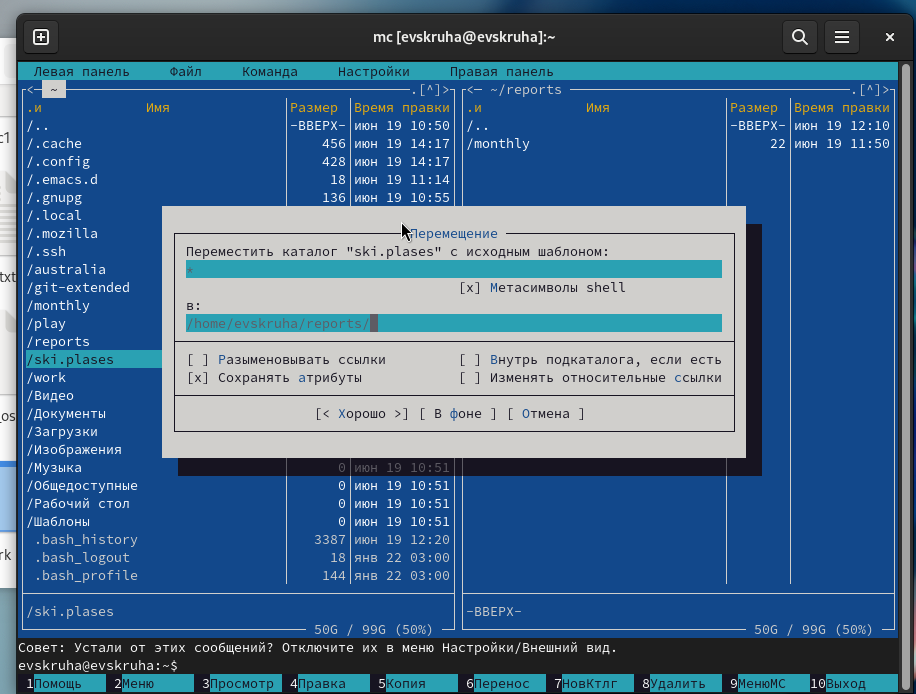 mc [evskruha@evskruha]:~
Левая панель Файл Команда Настройки Правая панель
<— ~ .[^]> <— ~/reports .[^]>
.и Имя Размер Время правки .и Имя Размер Время правки
/.. -ВВЕРХ- июн 19 10:50 /.. -ВВЕРХ- июн 19 12:10
/.cache 456 июн 19 14:17 /monthly 22 июн 19 11:50
/.config 428 июн 19 14:17
/.emacs.d 18 июн 19 11:14
/.gnupg 136 июн 19 10:55
/.local
/.mozilla Перемещение
/.ssh Переместить каталог "ski.plases" с исходным шаблоном:
/australia *
/git-extended [x] Метасимволы shell
/monthly в:
/play /home/evskruha/reports/
/reports
/ski.plases [ ] Разыменовывать ссылки [ ] Внутрь подкаталога, если есть
/work [x] Сохранять атрибуты [ ] Изменять относительные ссылки
/Видео
/Документы [< Хорошо >] [ В фоне ] [ Отмена ]
/Загрузки
/Изображения
/Музыка 0 июн 19 10:51
/Общедоступные 0 июн 19 10:51
/Рабочий стол 0 июн 19 10:51
/Шаблоны 0 июн 19 10:51
.bash_history 3387 июн 19 12:20
.bash_logout 18 янв 22 03:00
.bash_profile 144 янв 22 03:00
/ski.plases -ВВЕРХ-
50G / 99G (50%) 50G / 99G (50%)
Совет: Устали от этих сообщений? Отключите их в меню Настройки/Внешний вид.
evskruha@evskruha:~$
1Помощь 2Меню 3Просмотр 4Правка 5Копия 6Перенос 7НовКтлг 8Удалить 9МенюМС 10Выход